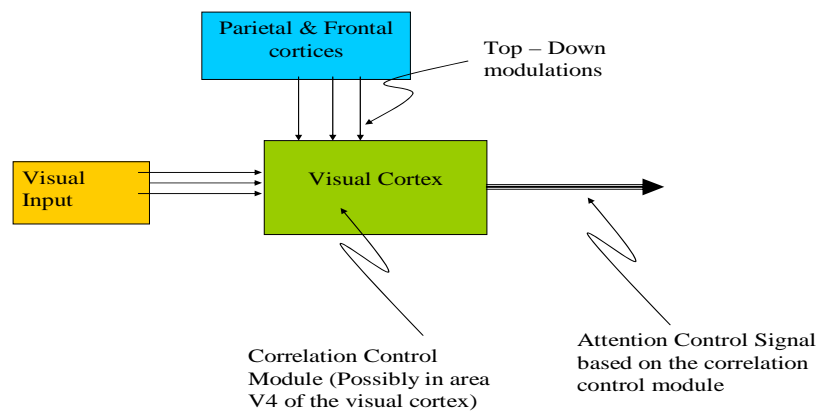 Parietal & Frontal
cortices
Top – Down
modulations
Visual
Input
Visual Cortex
Correlation Control
Module (Possibly in area
V4 of the visual cortex)
Attention Control Signal
based on the correlation
control module